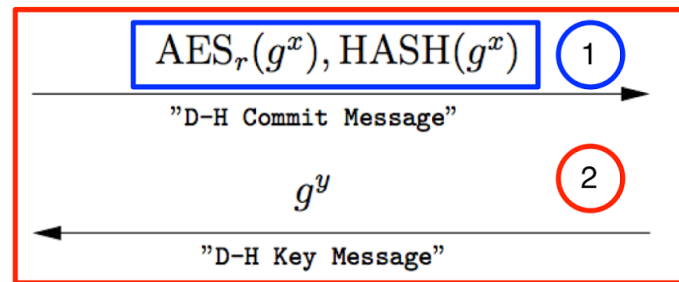 AES_r(g^x), HASH(g^x) 1
"D-H Commit Message"
g^y 2
"D-H Key Message"